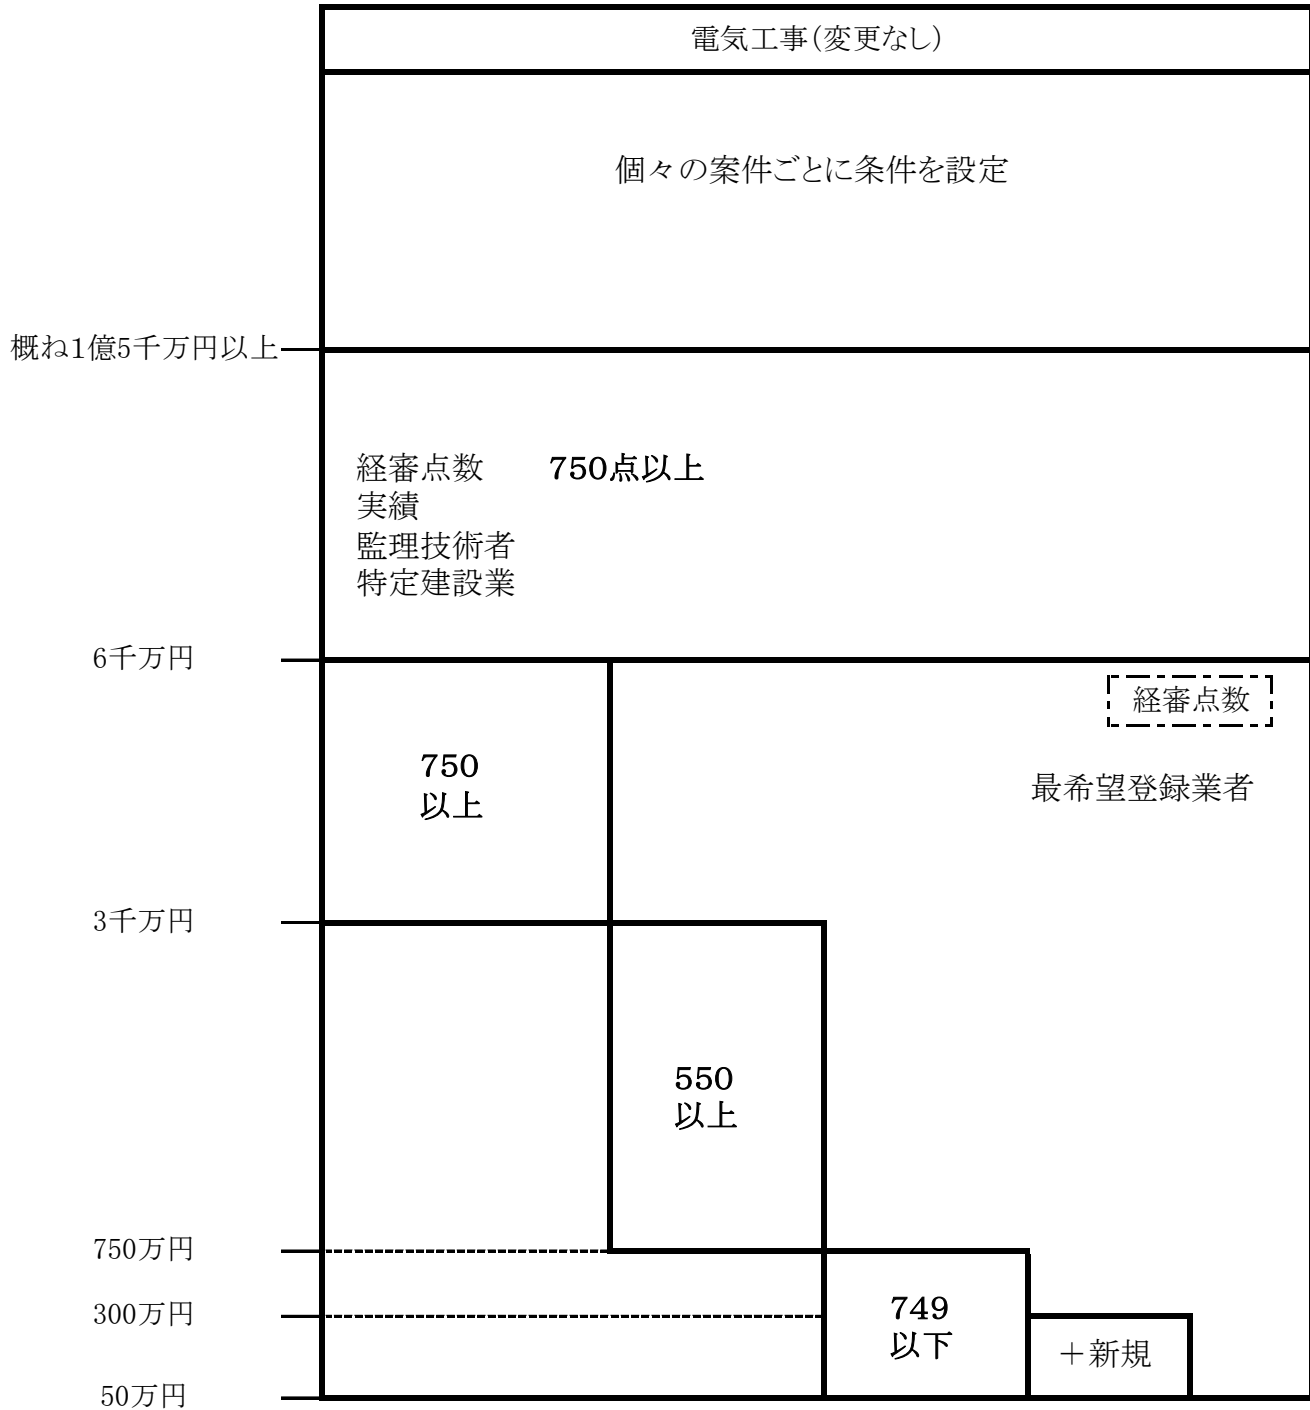 電気工事（変更なし）
個々の案件ごとに条件を設定
概ね１億5千万円以上
経審点数　　750点以上
実績
監理技術者
特定建設業
6千万円
経審点数
750
以上
最希望登録業者
3千万円
550
以上
750万円
300万円
749
以下
＋新規
50万円